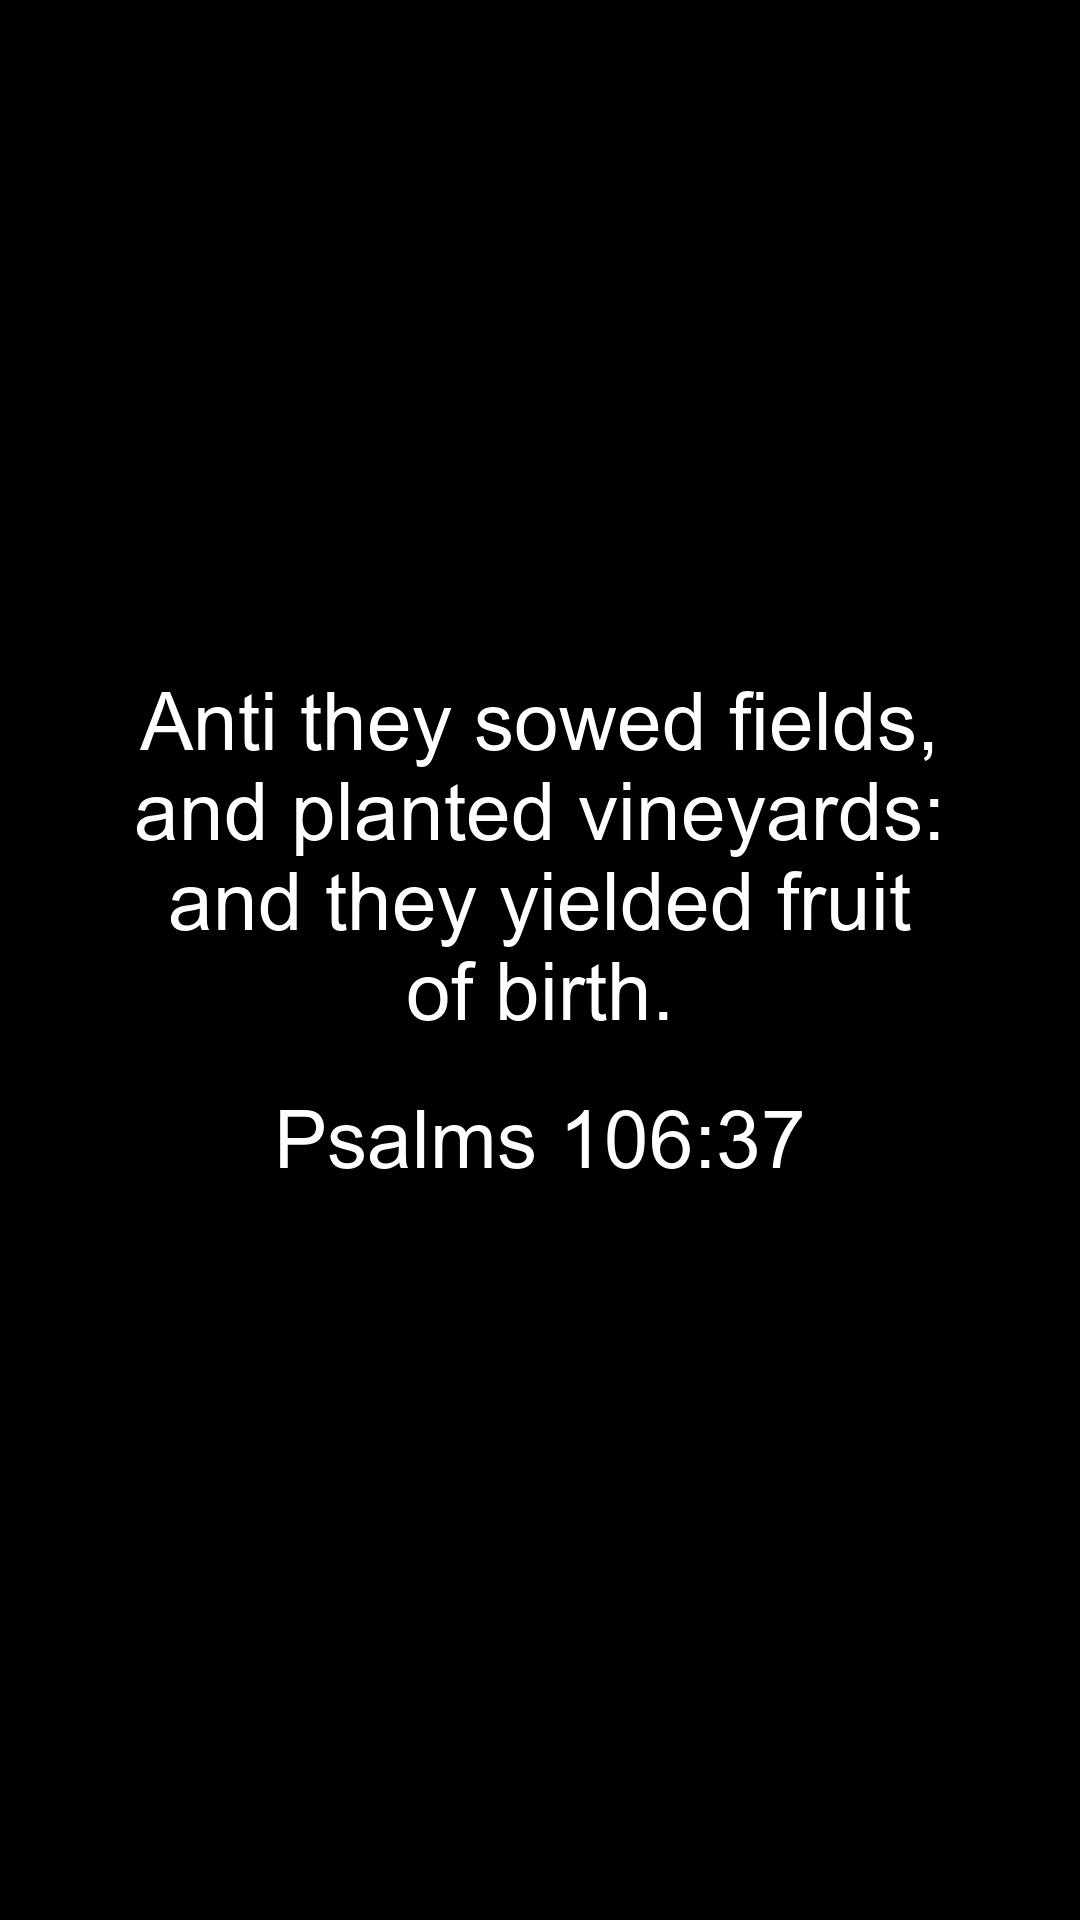 Anti they sowed fields,
and planted vineyards:
and they yielded fruit
of birth.
Psalms 106:37